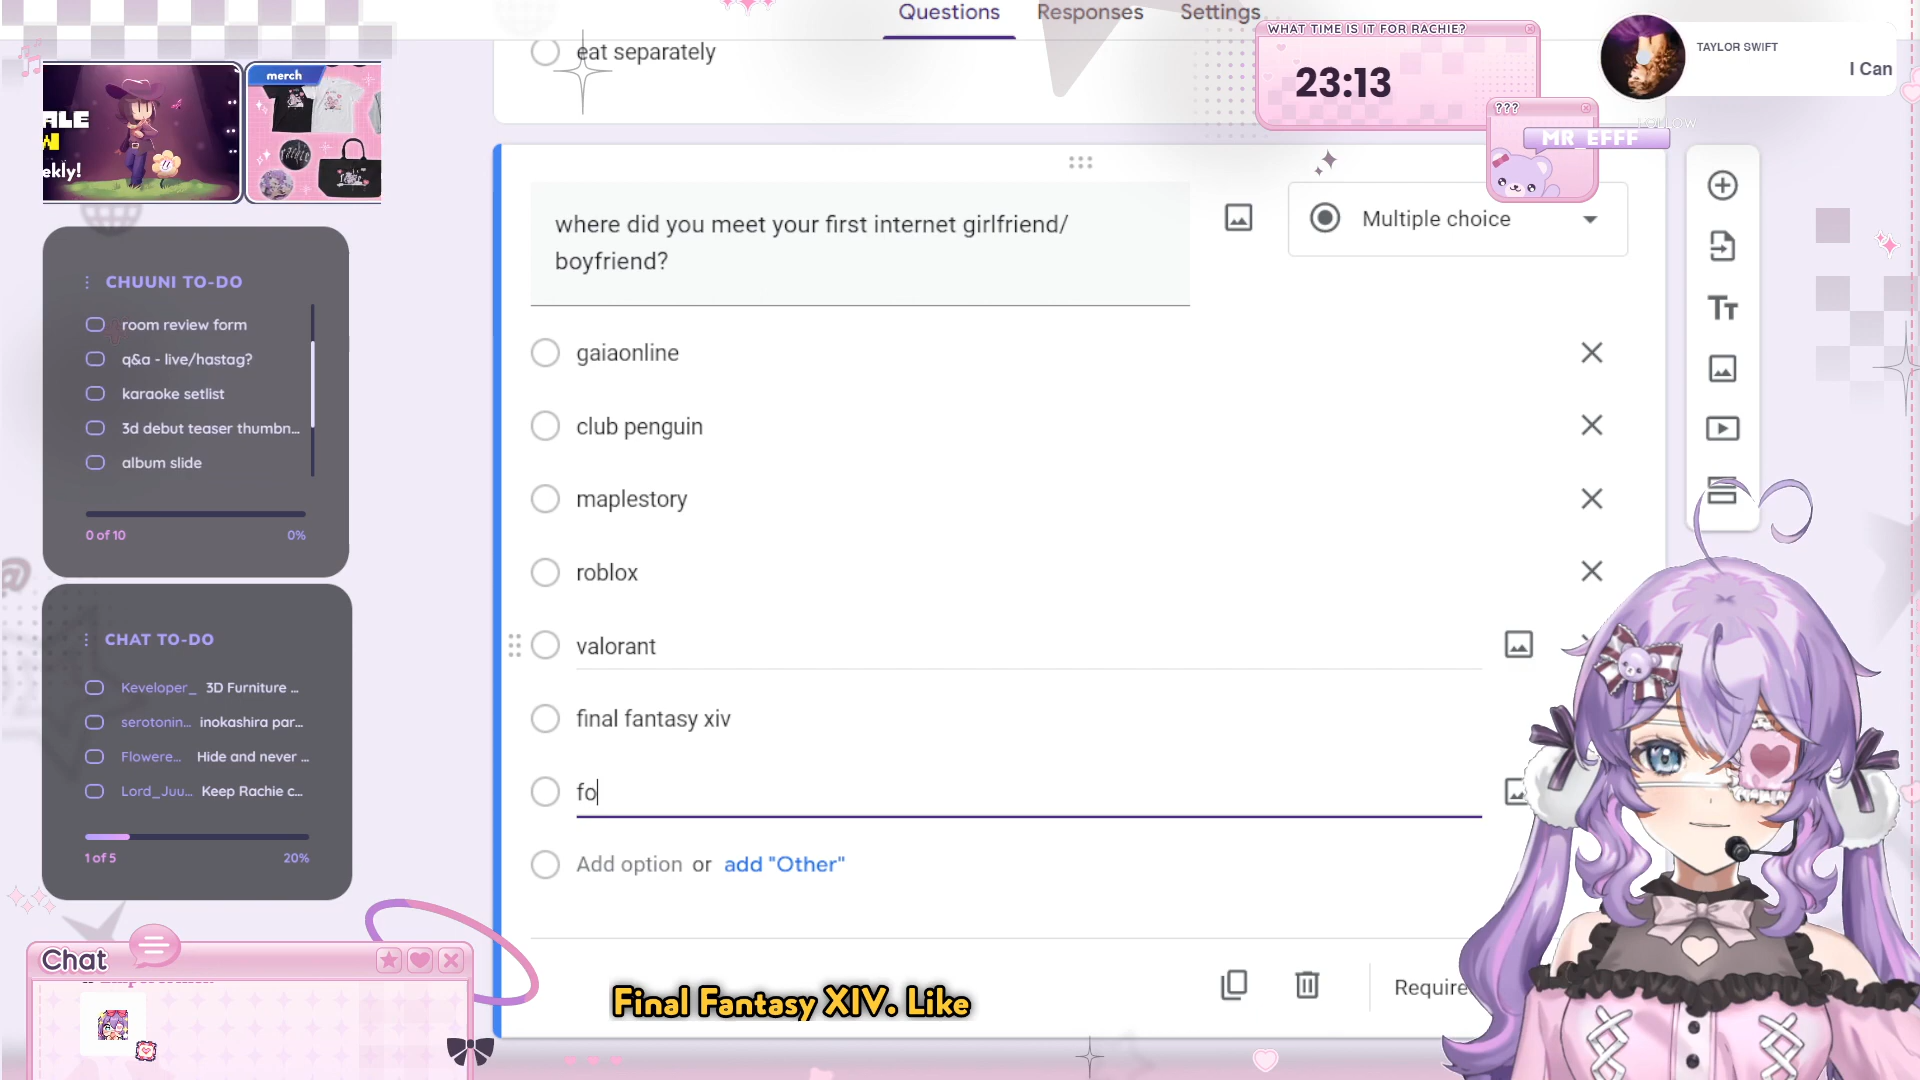 Questions
Responses
Settings
WHAT TIME IS IT FOR RACHIE?
23:13
TAYLOR SWIFT
I Can
???
FOLLOW
MR_EFFF
merch
ALE
W
ekly!
eat separately
where did you meet your first internet girlfriend/
boyfriend?
Multiple choice
gaiaonline
club penguin
maplestory
roblox
valorant
final fantasy xiv
fo
Add option or add "Other"
Require
CHUUNI TO-DO
room review form
q&a - live/hastag?
karaoke setlist
3d debut teaser thumbn...
album slide
0 of 10
0%
CHAT TO-DO
Keveloper_ 3D Furniture ...
serotonin... inokashira par...
Flowere... Hide and never ...
Lord_Juu... Keep Rachie c...
1 of 5
20%
Chat
Final Fantasy XIV. Like